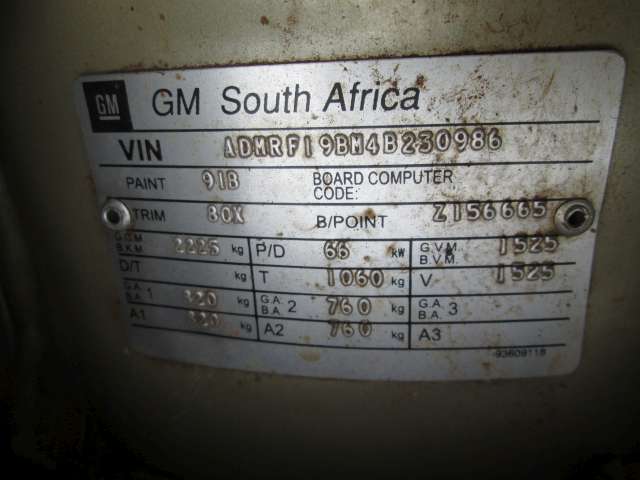 GM GM South Africa
VIN ADMRF19BM4B230986
PAINT 91B BOARD COMPUTER CODE:
TRIM 80X B/POINT Z156665
G.C.M. B.K.M. 2225 kg P/D 66 kW G.V.M. B.V.M. 1525
D/T kg T 1060 kg V 1525
G.A. B.A. 1 820 kg G.A. B.A. 2 760 kg G.A. B.A. 3
A1 820 kg A2 760 kg A3
93609118